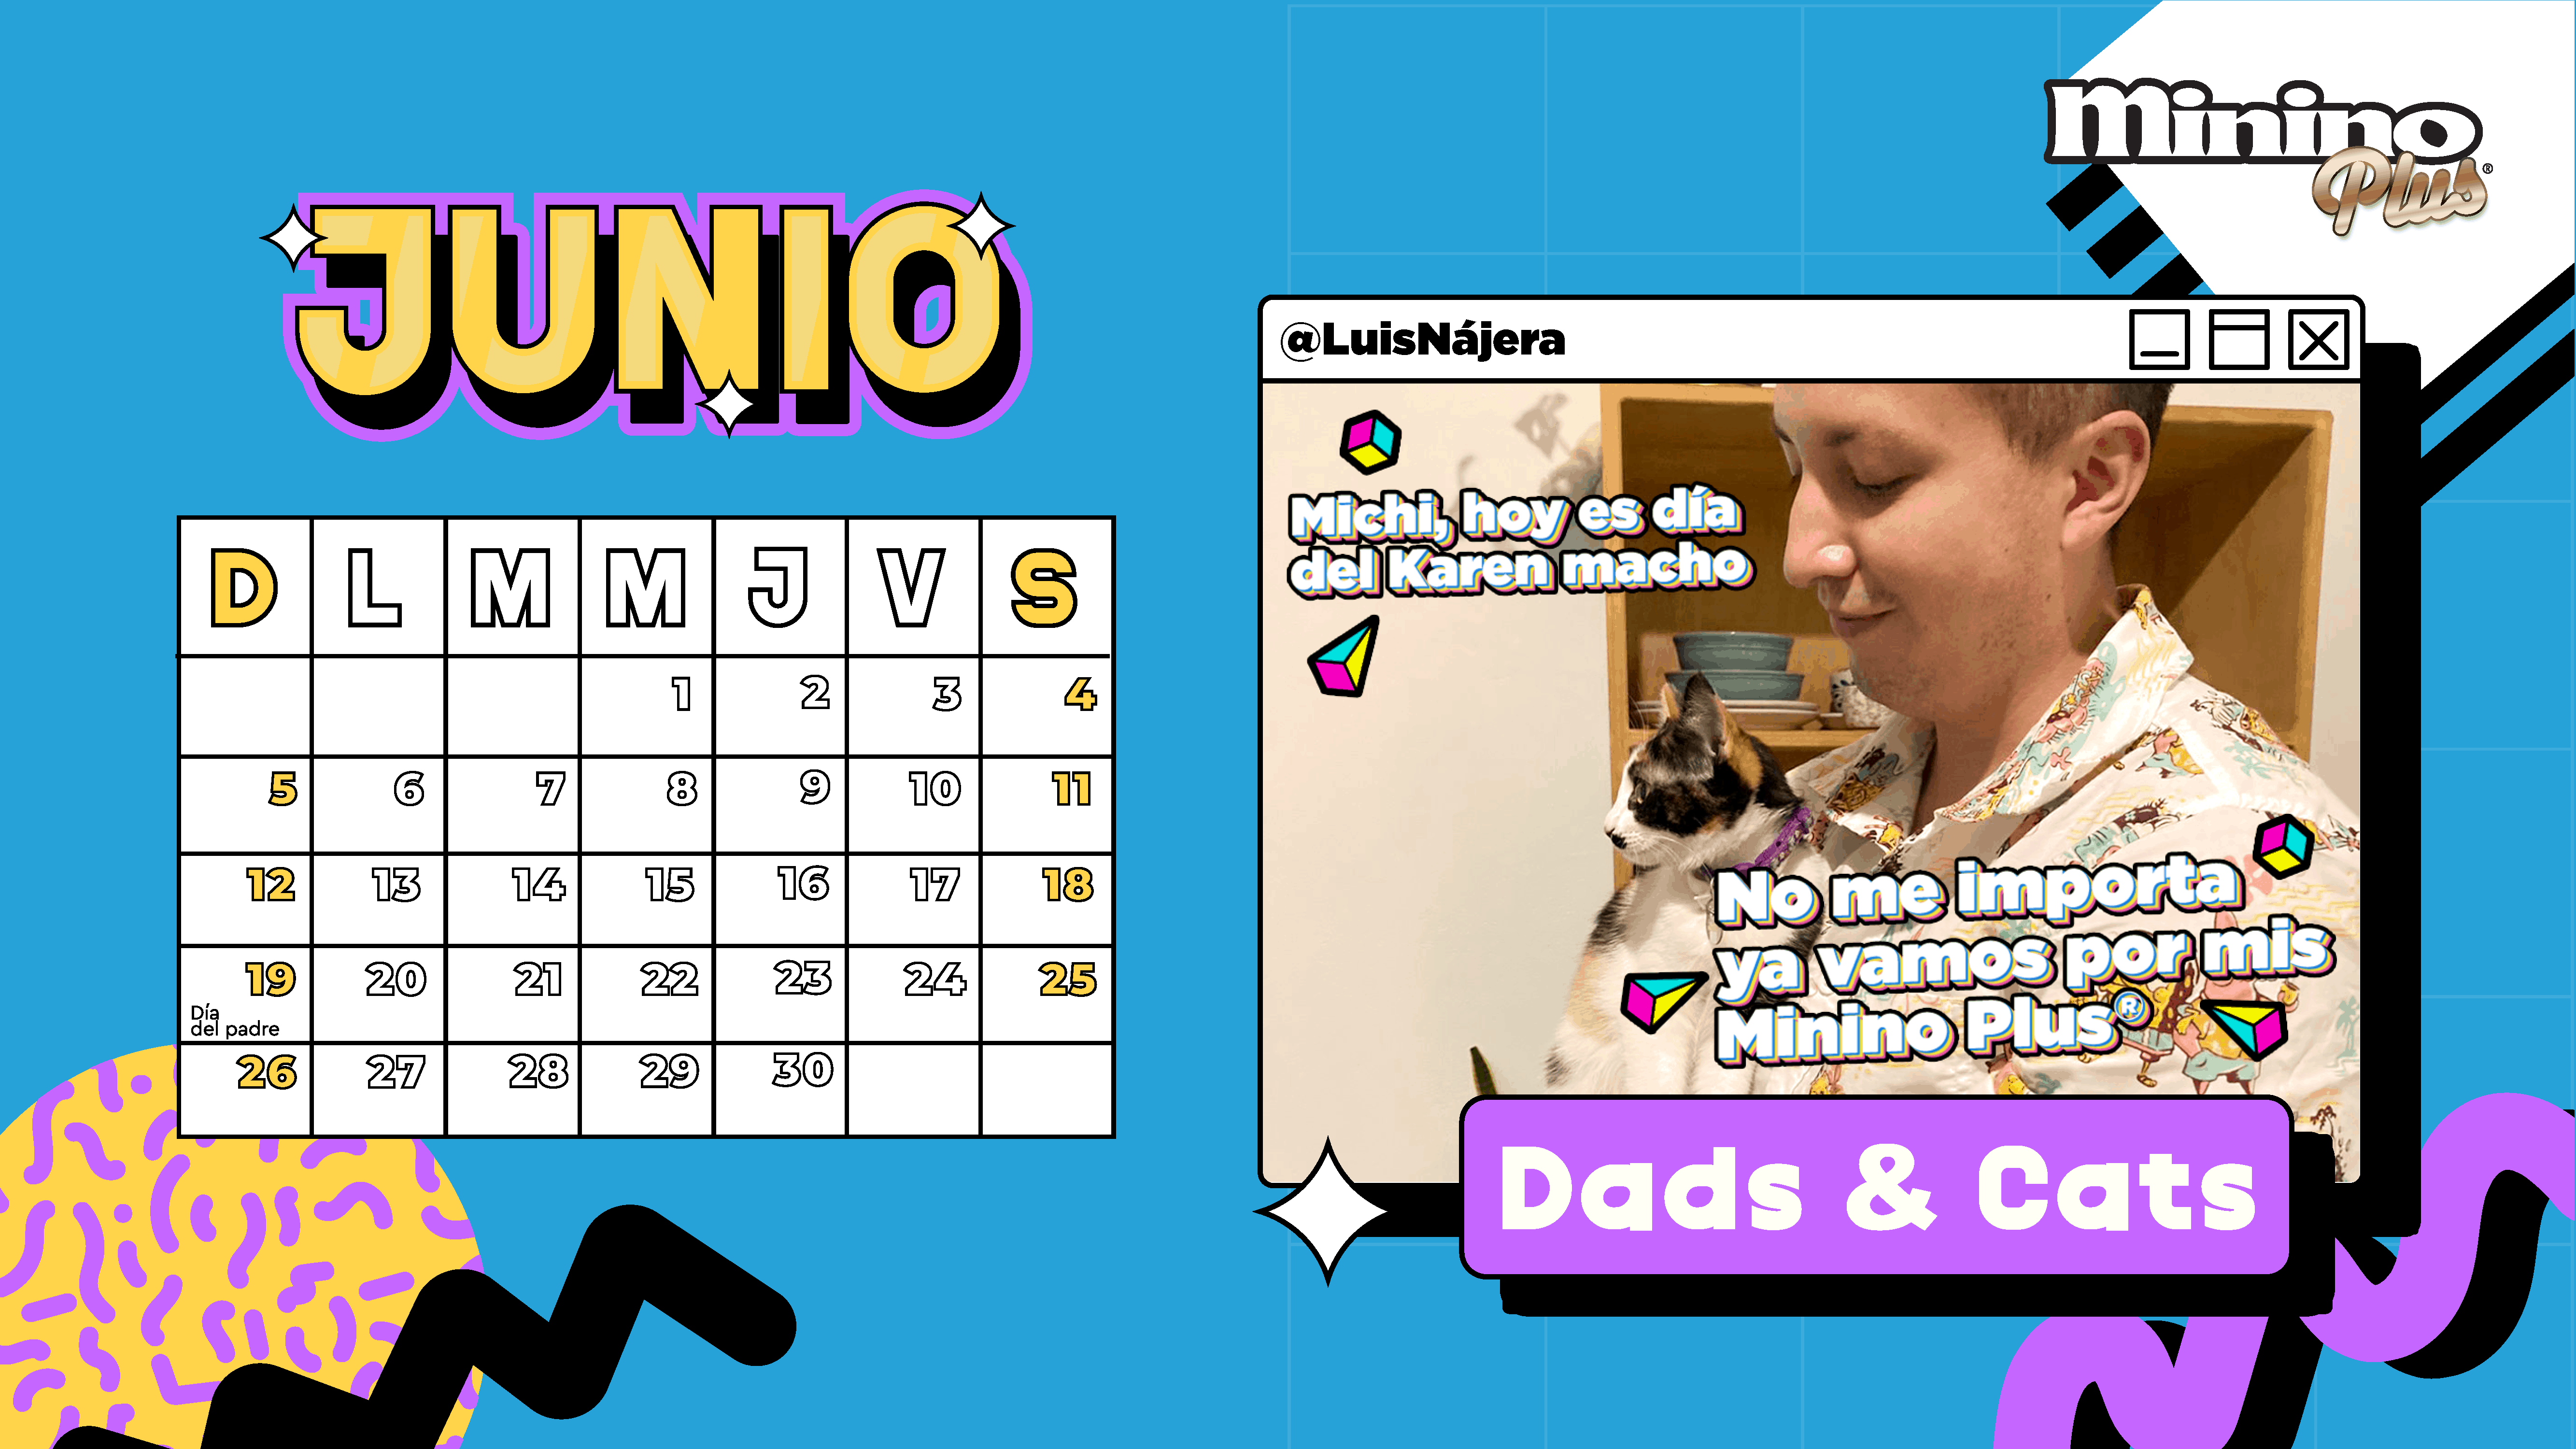 JUNIO
D L M M J V S
1 2 3 4
5 6 7 8 9 10 11
12 13 14 15 16 17 18
19 20 21 22 23 24 25
Día
del padre
26 27 28 29 30
minino
Plus®
@LuisNájera
Michi, hoy es día
del Karen macho
No me importa
ya vamos por mis
Minino Plus®
Dads & Cats